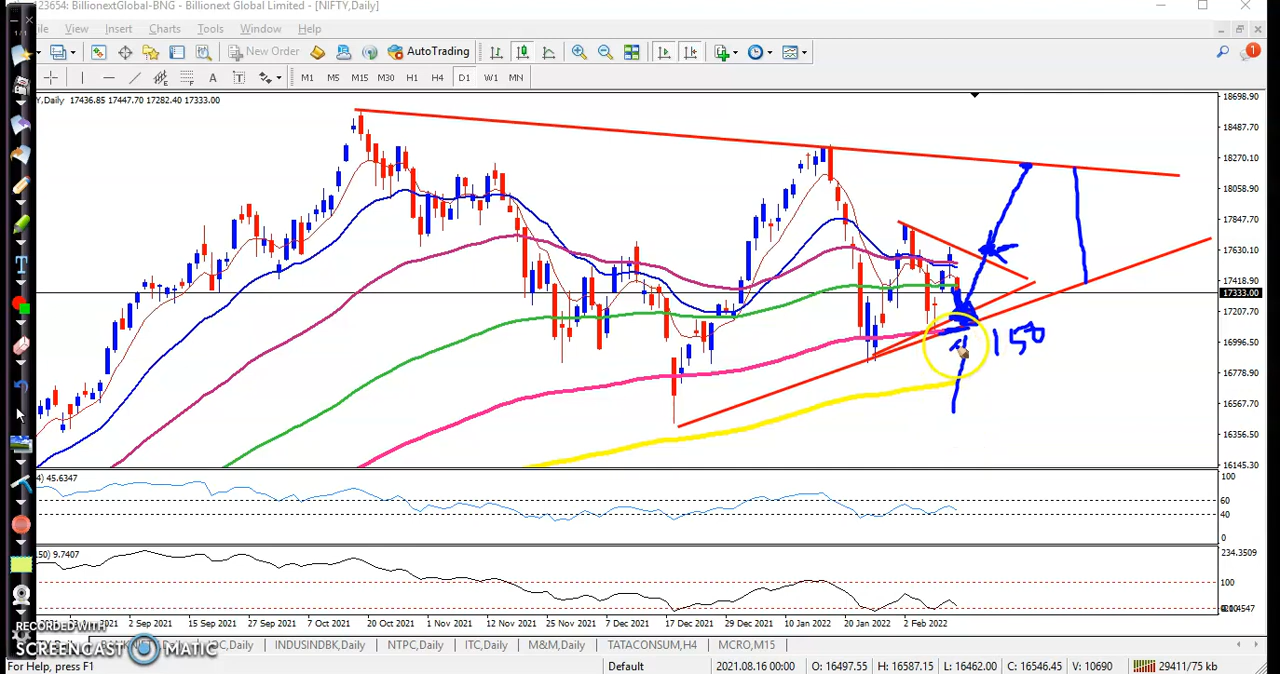 123654: BillionextGlobal-BNG - Billionext Global Limited - [NIFTY,Daily]
ile View Insert Charts Tools Window Help
New Order AutoTrading 1
A T M1 M5 M15 M30 H1 H4 D1 W1 MN
Y,Daily 17436.85 17447.70 17282.40 17333.00
18698.90
18487.70
18270.10
18058.90
17847.70
17630.10
17418.90
17333.00
17207.70
16996.50
16778.90
16567.70
16356.50
16145.30
150
4) 45.6347
100
60
40
0
50) 9.7407
234.3509
100
2 Sep 2021 15 Sep 2021 27 Sep 2021 7 Oct 2021 20 Oct 2021 1 Nov 2021 12 Nov 2021 25 Nov 2021 7 Dec 2021 17 Dec 2021 29 Dec 2021 10 Jan 2022 20 Jan 2022 2 Feb 2022
INDUSINDBK,Daily NTPC,Daily ITC,Daily M&M,Daily TATACONSUM,H4 MCRO,M15
RECORDED WITH
SCREENCAST MATIC
For Help, press F1 Default 2021.08.16 00:00 O: 16497.55 H: 16587.15 L: 16462.00 C: 16546.45 V: 10690 29411/75 kb